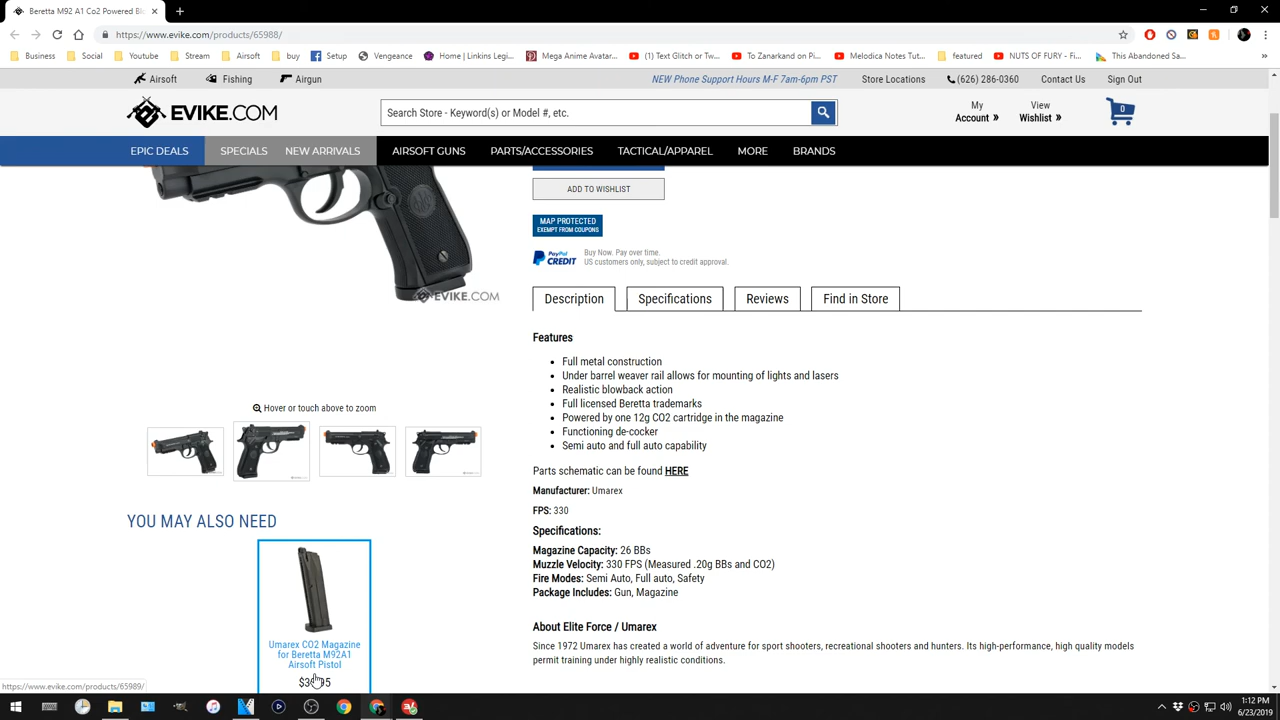 Beretta M92 A1 Co2 Powered Bl
https://www.evike.com/products/65988/
Business
Social
Youtube
Stream
Airsoft
buy
Setup
Vengeance
Home | Linkins Legi...
Mega Anime Avatar...
(1) Text Glitch or Tw...
To Zanarkand on Pi...
Melodica Notes Tut...
featured
NUTS OF FURY - Fi...
This Abandoned Sa...
»
Airsoft
Fishing
Airgun
NEW Phone Support Hours M-F 7am-6pm PST
Store Locations
(626) 286-0360
Contact Us
Sign Out
EVIKE.COM
Search Store - Keyword(s) or Model #, etc.
My
Account »
View
Wishlist »
0
EPIC DEALS
SPECIALS
NEW ARRIVALS
AIRSOFT GUNS
PARTS/ACCESSORIES
TACTICAL/APPAREL
MORE
BRANDS
ADD TO WISHLIST
MAP PROTECTED
EXEMPT FROM COUPONS
PayPal
CREDIT
Buy Now. Pay over time.
US customers only, subject to credit approval.
EVIKE.COM
Description
Specifications
Reviews
Find in Store
Features
• Full metal construction
• Under barrel weaver rail allows for mounting of lights and lasers
• Realistic blowback action
• Full licensed Beretta trademarks
• Powered by one 12g CO2 cartridge in the magazine
• Functioning de-cocker
• Semi auto and full auto capability
Hover or touch above to zoom
Parts schematic can be found HERE
Manufacturer: Umarex
FPS: 330
Specifications:
Magazine Capacity: 26 BBs
Muzzle Velocity: 330 FPS (Measured .20g BBs and CO2)
Fire Modes: Semi Auto, Full auto, Safety
Package Includes: Gun, Magazine
About Elite Force / Umarex
Since 1972 Umarex has created a world of adventure for sport shooters, recreational shooters and hunters. Its high-performance, high quality models
permit training under highly realistic conditions.
YOU MAY ALSO NEED
Umarex CO2 Magazine
for Beretta M92A1
Airsoft Pistol
https://www.evike.com/products/65989/
1:12 PM
6/23/2019